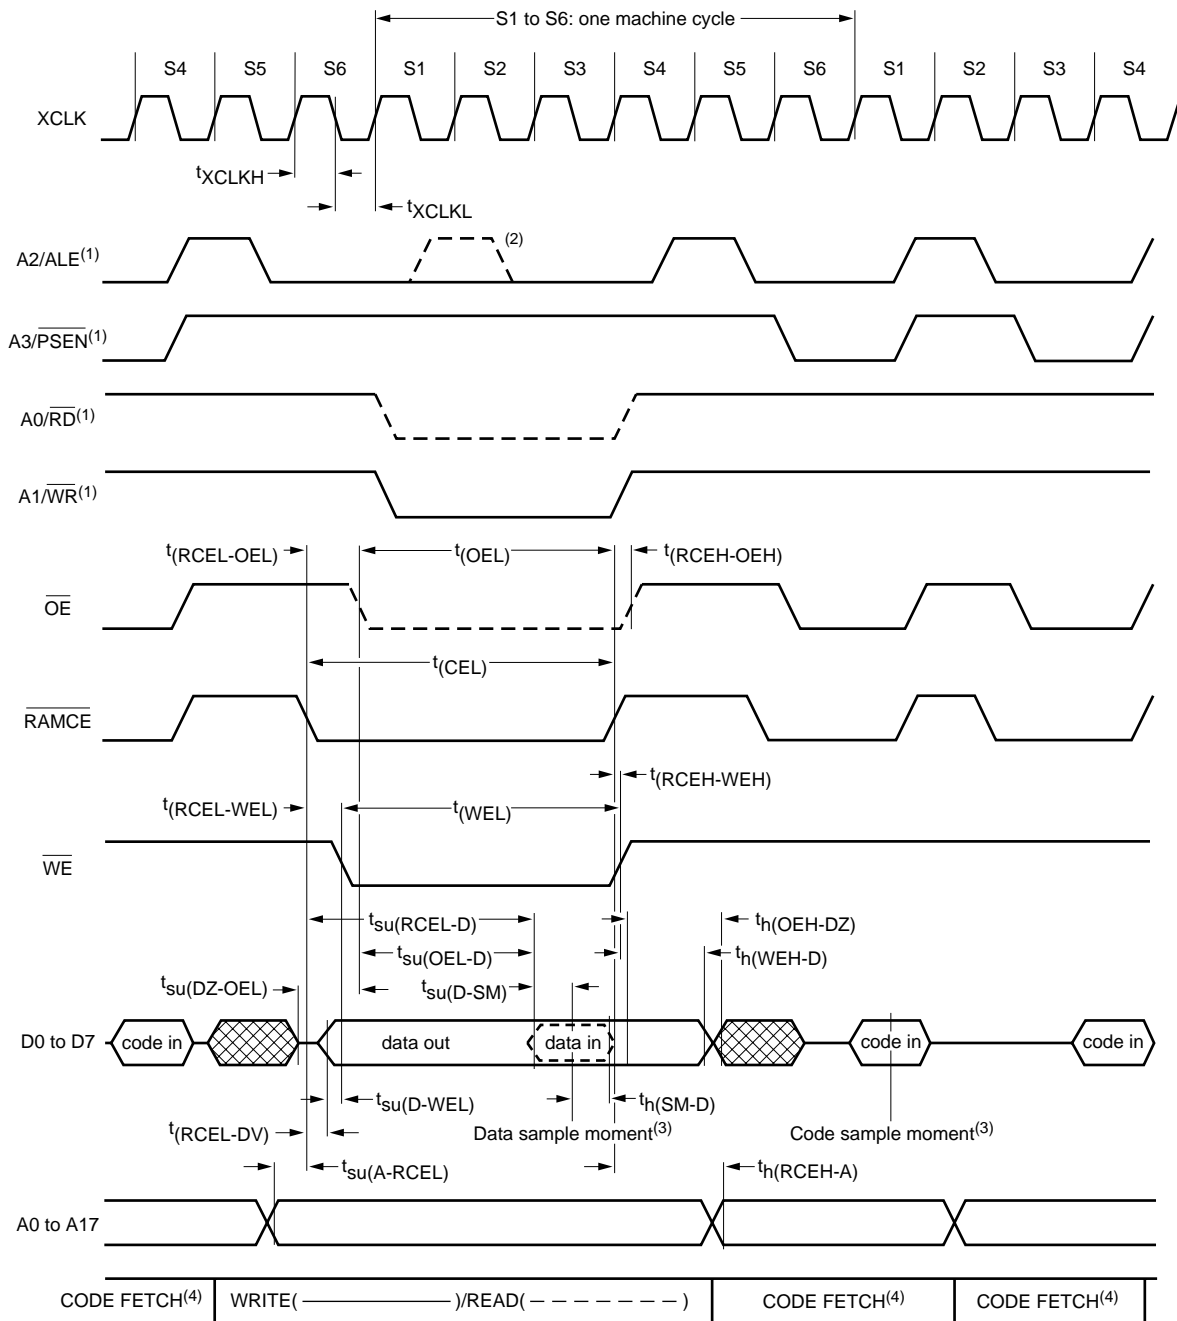 S1 to S6: one machine cycle
S4 S5 S6 S1 S2 S3 S4 S5 S6 S1 S2 S3 S4
XCLK
tXCLKH
tXCLKL
A2/ALE(1)
(2)
A3/PSEN(1)
A0/RD(1)
A1/WR(1)
t(RCEL-OEL) t(OEL) t(RCEH-OEH)
OE
t(CEL)
RAMCE
t(RCEH-WEH)
t(RCEL-WEL) t(WEL)
WE
tsu(RCEL-D) th(OEH-DZ)
tsu(OEL-D) th(WEH-D)
tsu(DZ-OEL) tsu(D-SM)
D0 to D7 code in data out data in code in code in
tsu(D-WEL) th(SM-D)
t(RCEL-DV) Data sample moment(3) Code sample moment(3)
tsu(A-RCEL) th(RCEH-A)
A0 to A17
CODE FETCH(4) WRITE( )/READ( ) CODE FETCH(4) CODE FETCH(4)